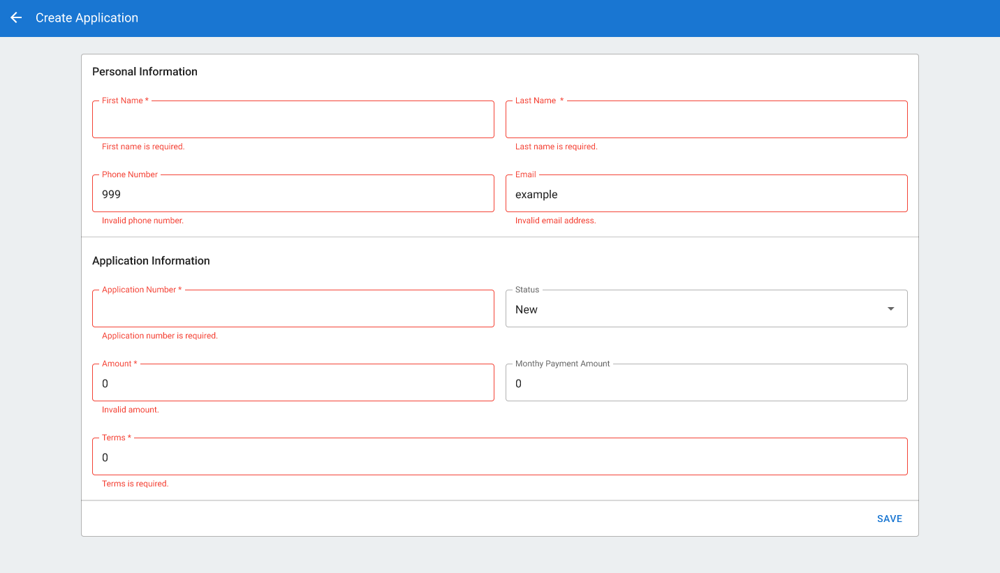 Create Application
Personal Information
First Name *
Last Name *
First name is required.
Last name is required.
Phone Number
Email
999
example
Invalid phone number.
Invalid email address.
Application Information
Application Number *
Status
New
Application number is required.
Amount *
Monthy Payment Amount
0
0
Invalid amount.
Terms *
0
Terms is required.
SAVE